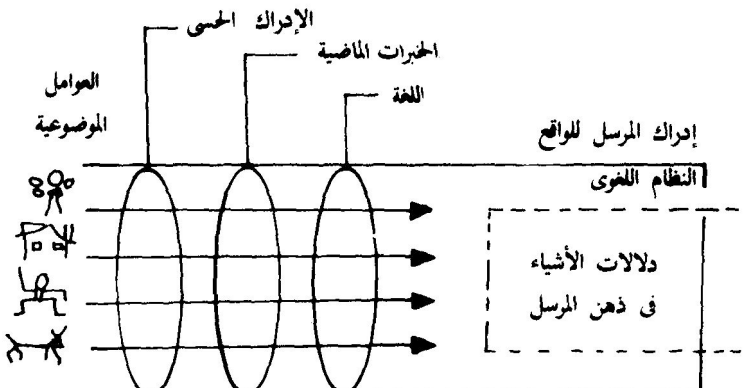 الإدراك الحسى
الخبرات الماضية
اللغة
العوامل
الموضوعية
إدراك المرسل للواقع
النظام اللغوى
دلالات الأشياء
فى ذهن المرسل